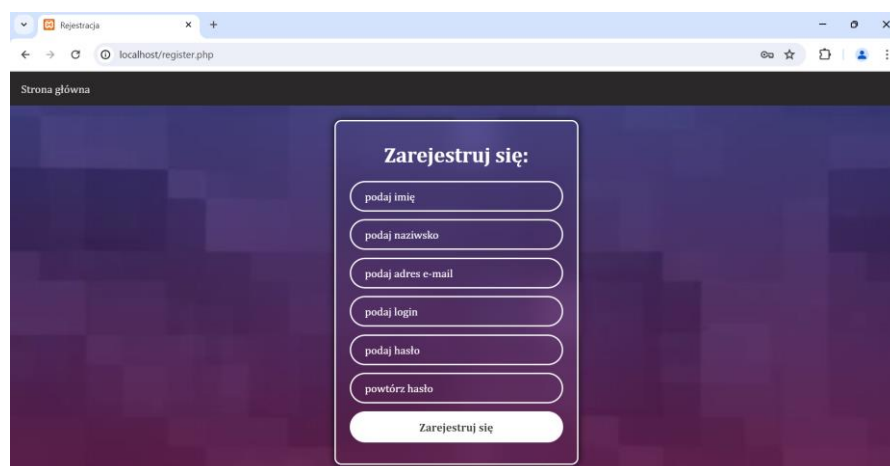 Rejestracja
localhost/register.php
Strona główna
Zarejestruj się:
podaj imię
podaj naziwsko
podaj adres e-mail
podaj login
podaj hasło
powtórz hasło
Zarejestruj się